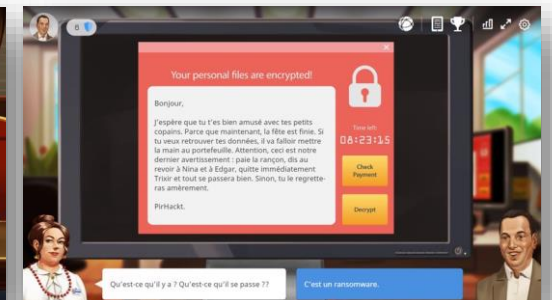 6
Your personal files are encrypted!
Bonjour,
J'espère que tu t'es bien amusé avec tes petits
copains. Parce que maintenant, la fête est finie. Si
tu veux retrouver tes données, il va falloir mettre
la main au portefeuille. Attention, ceci est notre
dernier avertissement : paie la rançon, dis au
revoir à Nina et à Edgar, quitte immédiatement
Trixir et tout se passera bien. Sinon, tu le regrette-
ras amèrement.
PirHackt.
Time left
08:23:15
Check
Payment
Decrypt
Qu'est-ce qu'il y a ? Qu'est-ce qu'il se passe ??
C'est un ransomware.